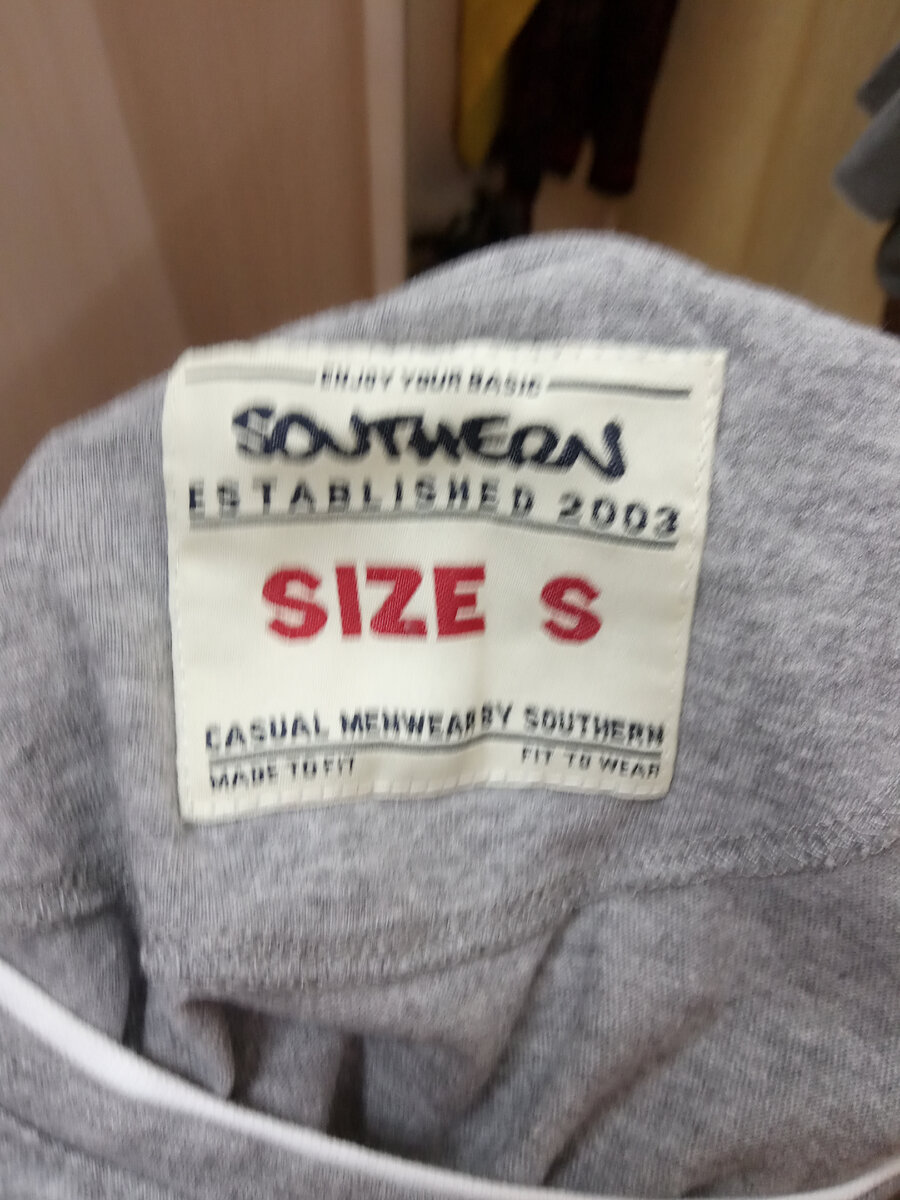 ENJOY YOUR BASIC
SOUTHERN
ESTABLISHED 2003
SIZE S
CASUAL MENWEAR BY SOUTHERN
MADE TO FIT FIT TO WEAR